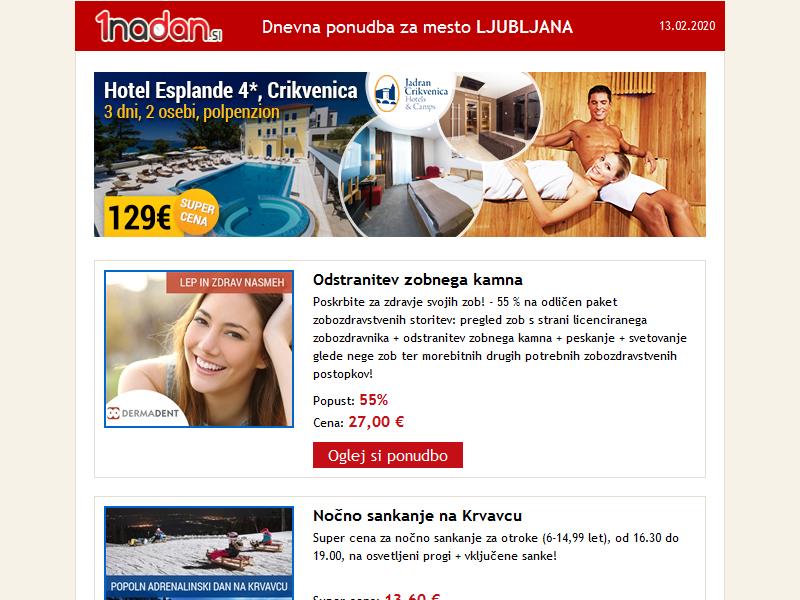 1nadan.si
Dnevna ponudba za mesto LJUBLJANA
13.02.2020
Hotel Esplande 4*, Crikvenica
3 dni, 2 osebi, polpenzion
Jadran
Crikvenica
Hotels
& Camps
129€
SUPER
CENA
LEP IN ZDRAV NASMEH
DERMADENT
Odstranitev zobnega kamna
Poskrbite za zdravje svojih zob! - 55 % na odličen paket
zobozdravstvenih storitev: pregled zob s strani licenciranega
zobozdravnika + odstranitev zobnega kamna + peskanje + svetovanje
glede nege zob ter morebitnih drugih potrebnih zobozdravstvenih
postopkov!
Popust: 55%
Cena: 27,00 €
Oglej si ponudbo
POPOLN ADRENALINSKI DAN NA KRVAVCU
Nočno sankanje na Krvavcu
Super cena za nočno sankanje za otroke (6-14,99 let), od 16.30 do
19.00, na osvetljeni progi + vključene sanke!
Super cena: 13,60 €